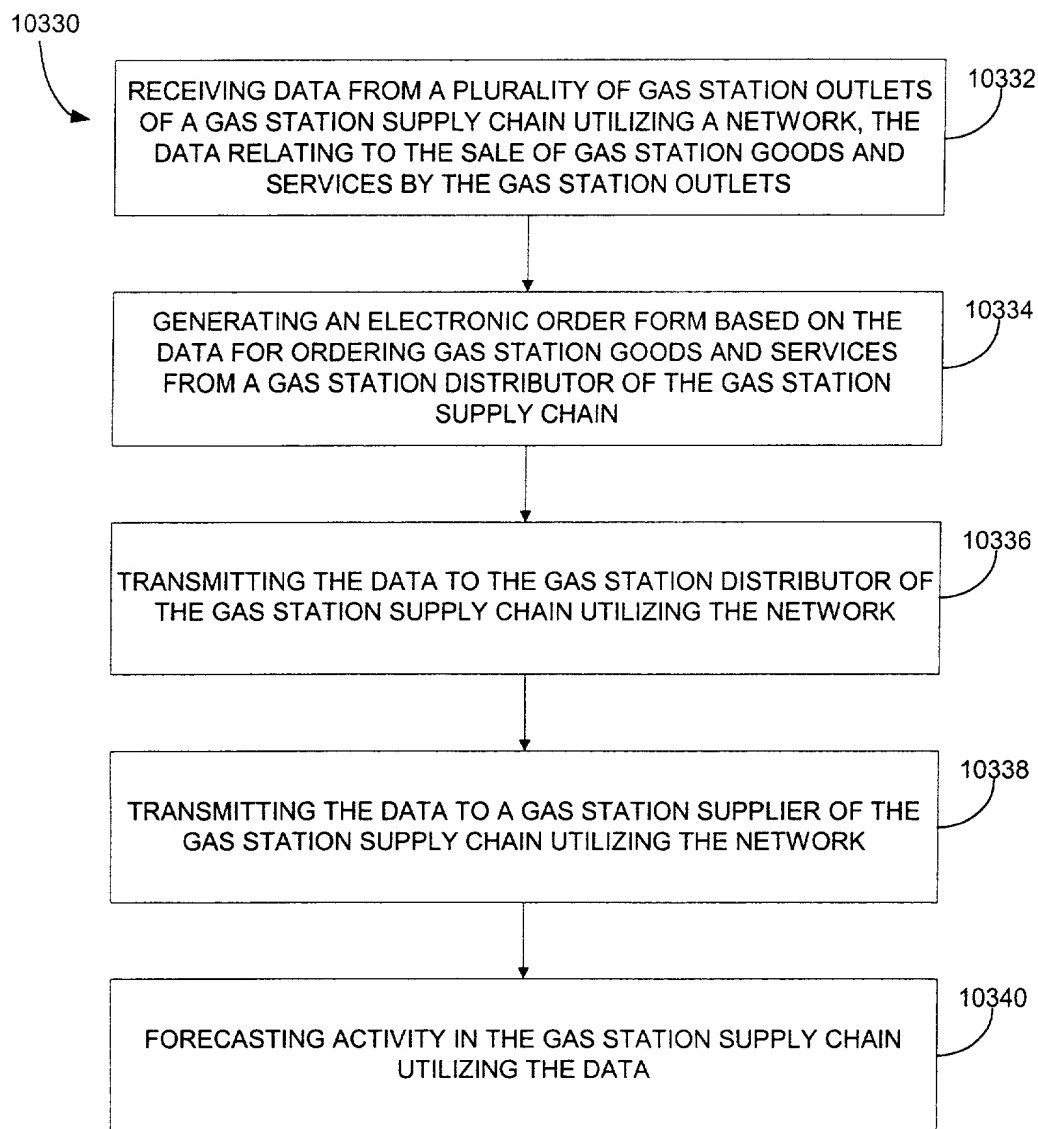 10330
10332
RECEIVING DATA FROM A PLURALITY OF GAS STATION OUTLETS
OF A GAS STATION SUPPLY CHAIN UTILIZING A NETWORK, THE
DATA RELATING TO THE SALE OF GAS STATION GOODS AND
SERVICES BY THE GAS STATION OUTLETS
10334
GENERATING AN ELECTRONIC ORDER FORM BASED ON THE
DATA FOR ORDERING GAS STATION GOODS AND SERVICES
FROM A GAS STATION DISTRIBUTOR OF THE GAS STATION
SUPPLY CHAIN
10336
TRANSMITTING THE DATA TO THE GAS STATION DISTRIBUTOR OF
THE GAS STATION SUPPLY CHAIN UTILIZING THE NETWORK
10338
TRANSMITTING THE DATA TO A GAS STATION SUPPLIER OF THE
GAS STATION SUPPLY CHAIN UTILIZING THE NETWORK
10340
FORECASTING ACTIVITY IN THE GAS STATION SUPPLY CHAIN
UTILIZING THE DATA